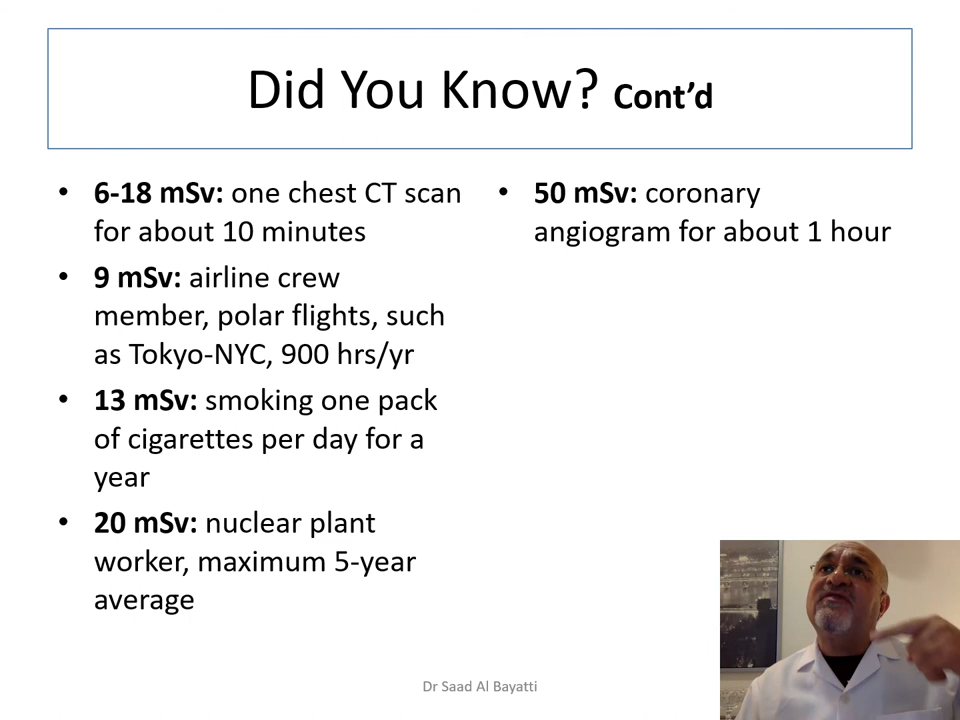 Did You Know? Cont’d
• 6-18 mSv: one chest CT scan
for about 10 minutes
• 9 mSv: airline crew
member, polar flights, such
as Tokyo-NYC, 900 hrs/yr
• 13 mSv: smoking one pack
of cigarettes per day for a
year
• 20 mSv: nuclear plant
worker, maximum 5-year
average
• 50 mSv: coronary
angiogram for about 1 hour
Dr Saad Al Bayatti